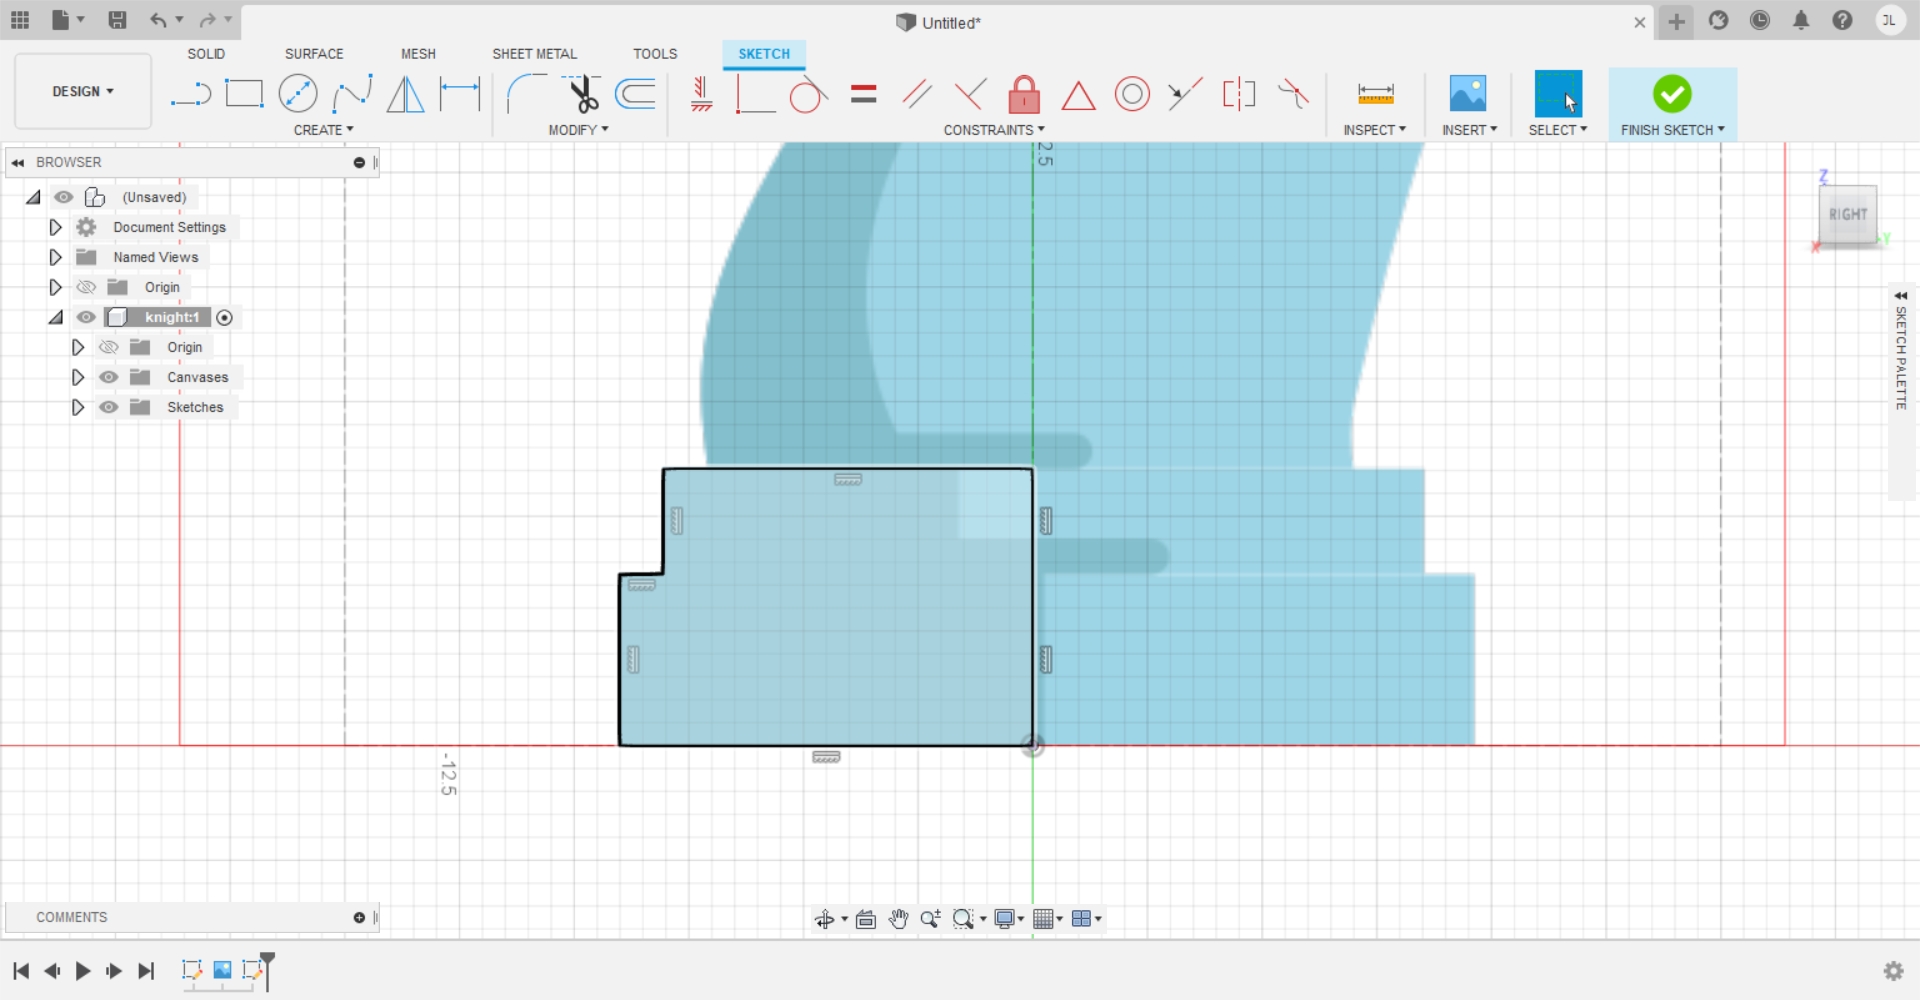 Untitled*
JL
SOLID
SURFACE
MESH
SHEET METAL
TOOLS
SKETCH
DESIGN
CREATE
MODIFY
CONSTRAINTS
INSPECT
INSERT
SELECT
FINISH SKETCH
BROWSER
(Unsaved)
Document Settings
Named Views
Origin
knight:1
Origin
Canvases
Sketches
2.5
Z
RIGHT
X
Y
SKETCH PALETTE
-12.5
COMMENTS